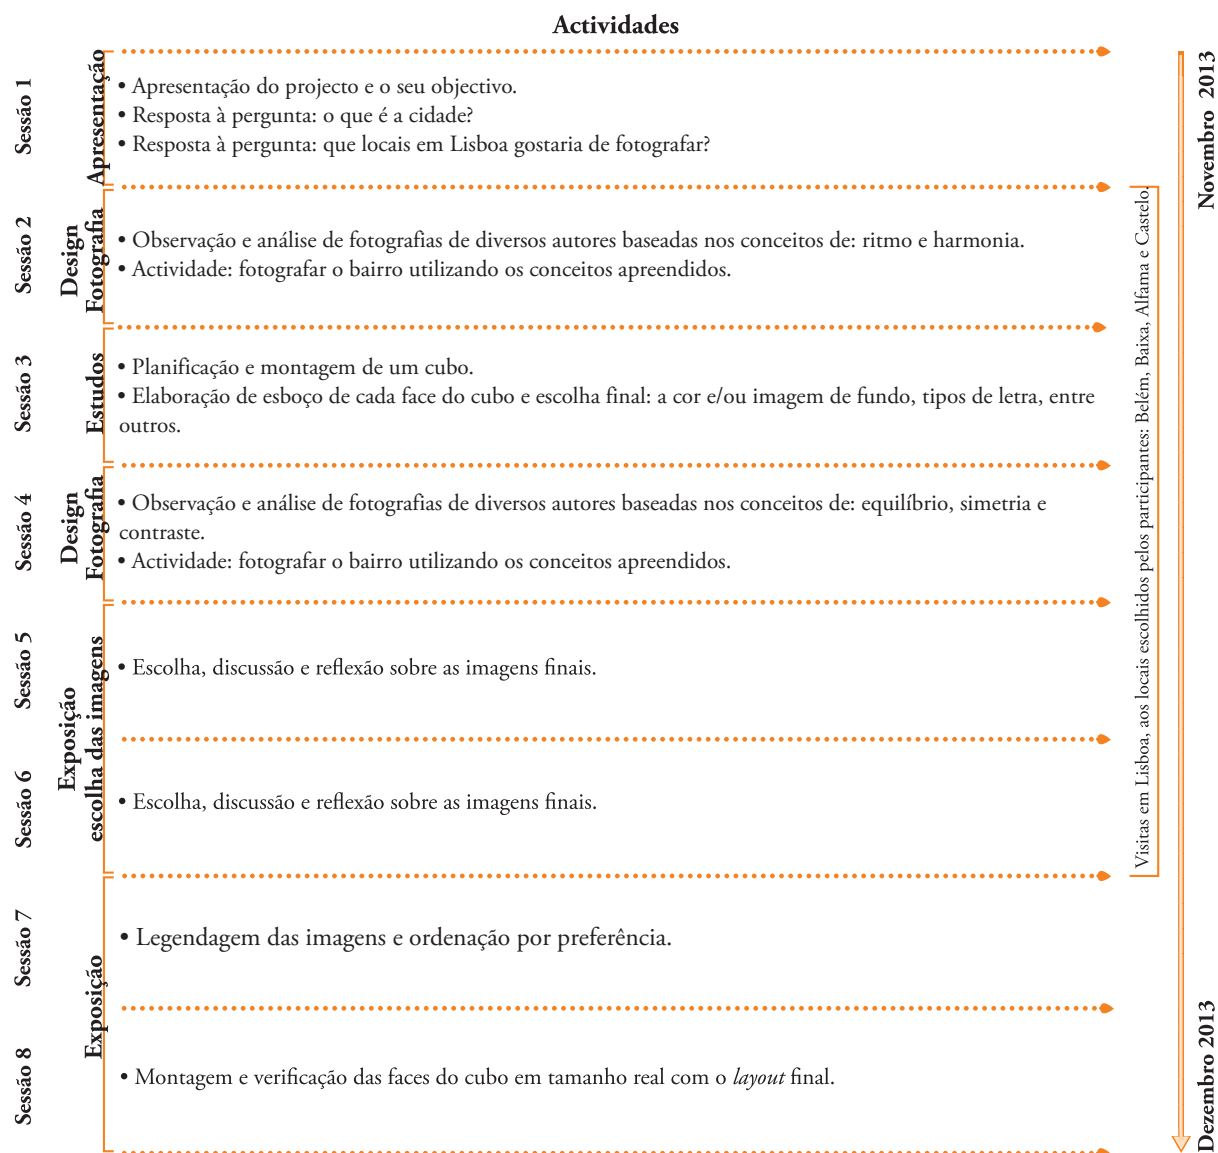 Actividades
Sessão 1
Apresentação
• Apresentação do projecto e o seu objectivo.
• Resposta à pergunta: o que é a cidade?
• Resposta à pergunta: que locais em Lisboa gostaria de fotografar?
Novembro 2013
Sessão 2
Design
Fotografia
• Observação e análise de fotografias de diversos autores baseadas nos conceitos de: ritmo e harmonia.
• Actividade: fotografar o bairro utilizando os conceitos apreendidos.
Visitas em Lisboa, aos locais escolhidos pelos participantes: Belém, Baixa, Alfama e Castelo.
Sessão 3
Estudos
• Planificação e montagem de um cubo.
• Elaboração de esboço de cada face do cubo e escolha final: a cor e/ou imagem de fundo, tipos de letra, entre
outros.
Sessão 4
Design
Fotografia
• Observação e análise de fotografias de diversos autores baseadas nos conceitos de: equilíbrio, simetria e
contraste.
• Actividade: fotografar o bairro utilizando os conceitos apreendidos.
Sessão 5
Exposição
escolha das imagens
• Escolha, discussão e reflexão sobre as imagens finais.
Sessão 6
• Escolha, discussão e reflexão sobre as imagens finais.
Sessão 7
Exposição
• Legendagem das imagens e ordenação por preferência.
Sessão 8
• Montagem e verificação das faces do cubo em tamanho real com o layout final.
Dezembro 2013